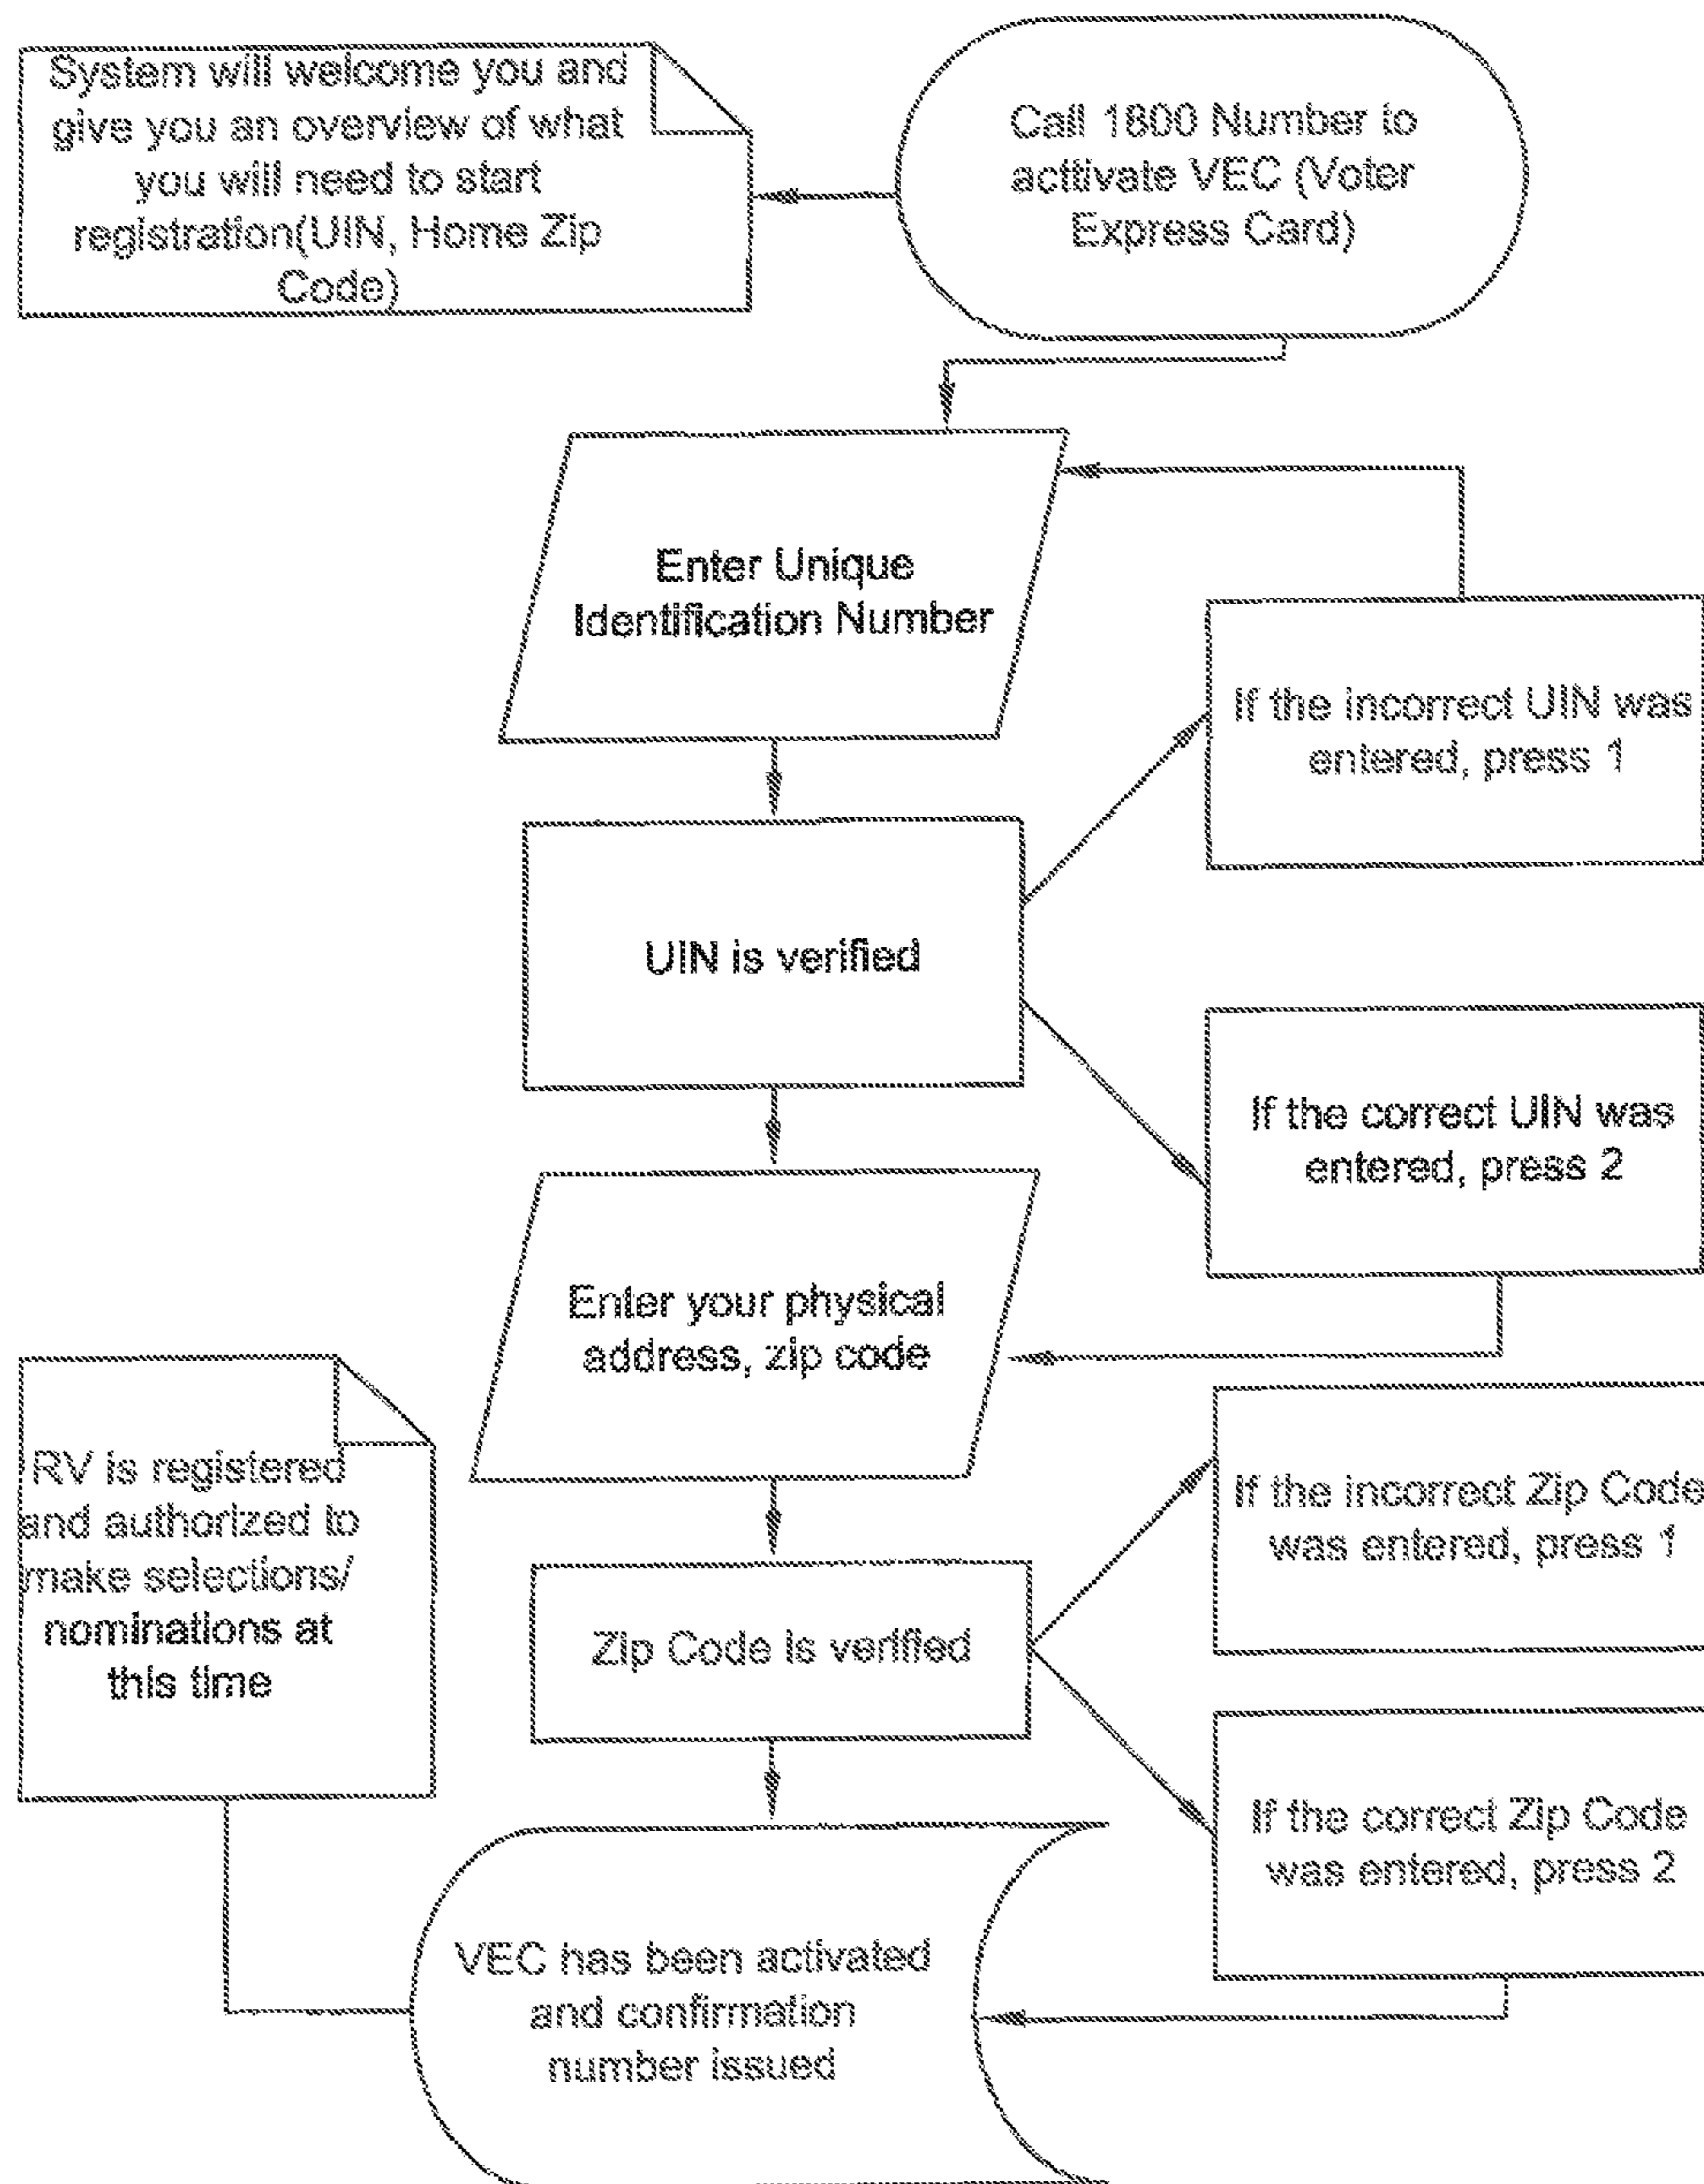 System will welcome you and
give you an overview of what
you will need to start
registration(UIN, Home Zip
Code)
Call 1800 Number to
acttivate VEC (Voter
Express Card)
Enter Unique
Identification Number
If the incorrect UIN was
entered, press 1
UIN is verified
If the correct UIN was
entered, press 2
Enter your physical
address, zip code
RV is registered
and authorized to
make selections/
nominations at
this time
If the incorrect Zip Code
was entered, press 1
Zip Code is verified
If the correct Zip Code
was entered, press 2
VEC has been activated
and confirmation
number issued